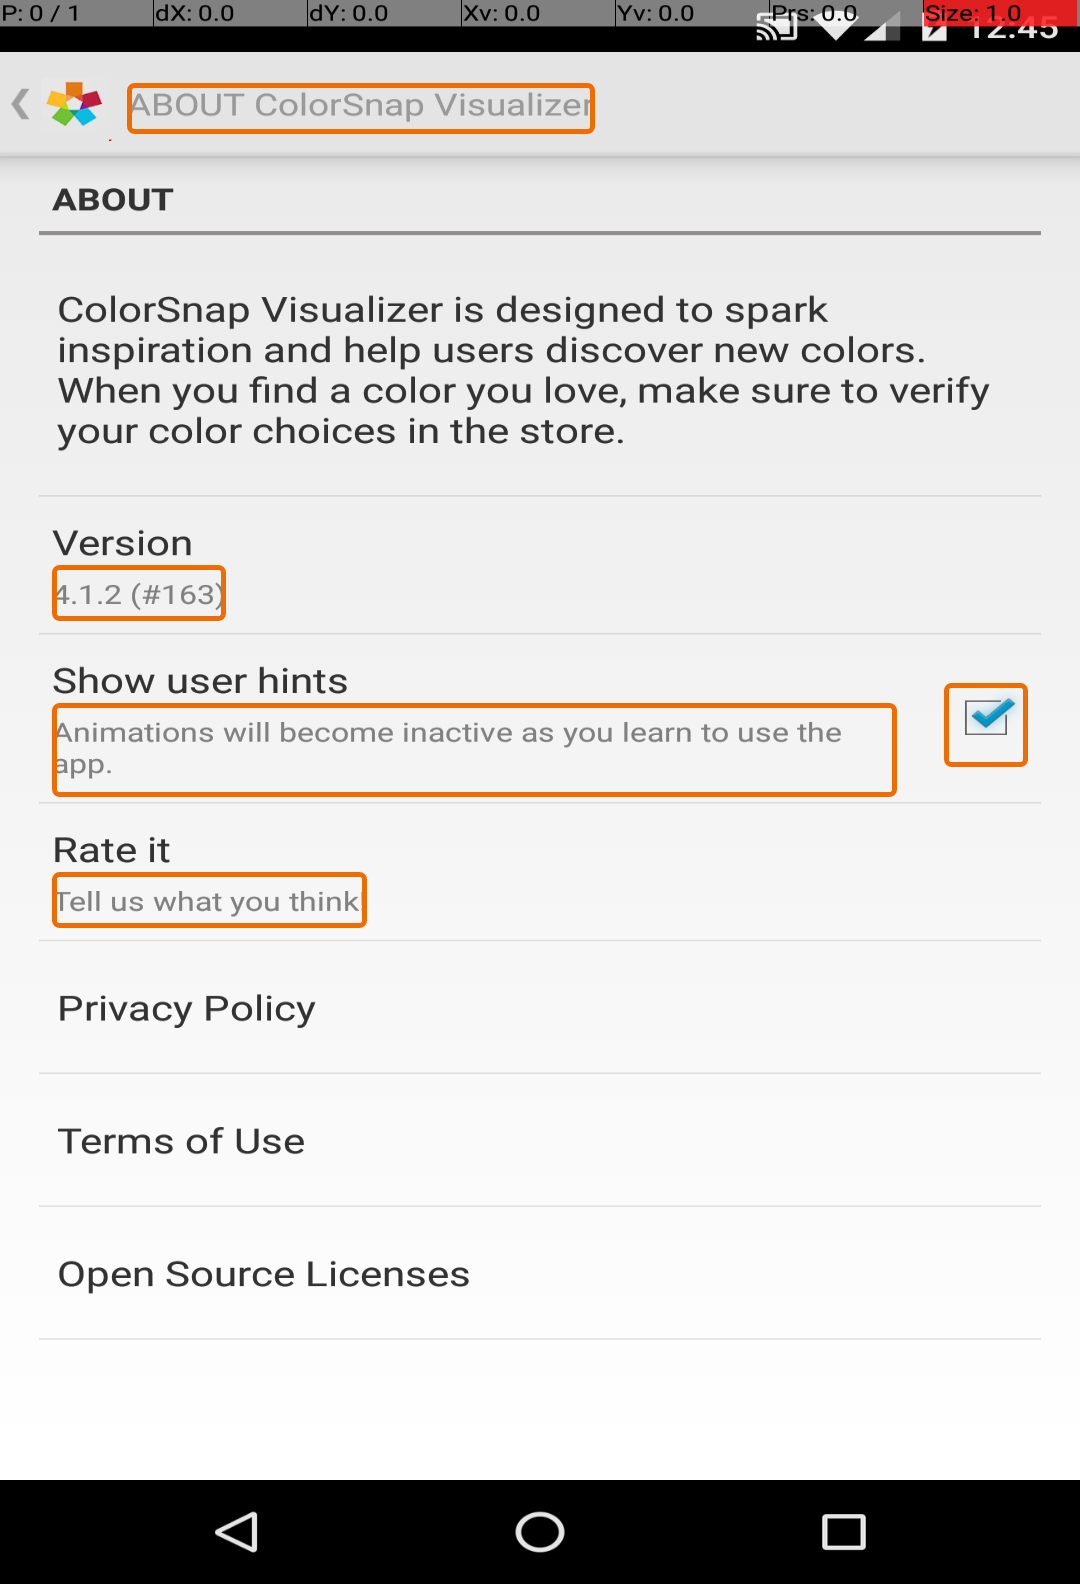 P: 0 / 1 dX: 0.0 dY: 0.0 Xv: 0.0 Yv: 0.0 Prs: 0.0 Size: 1.0
12:45
ABOUT ColorSnap Visualizer
ABOUT
ColorSnap Visualizer is designed to spark
inspiration and help users discover new colors.
When you find a color you love, make sure to verify
your color choices in the store.
Version
4.1.2 (#163)
Show user hints
Animations will become inactive as you learn to use the
app.
Rate it
Tell us what you think!
Privacy Policy
Terms of Use
Open Source Licenses